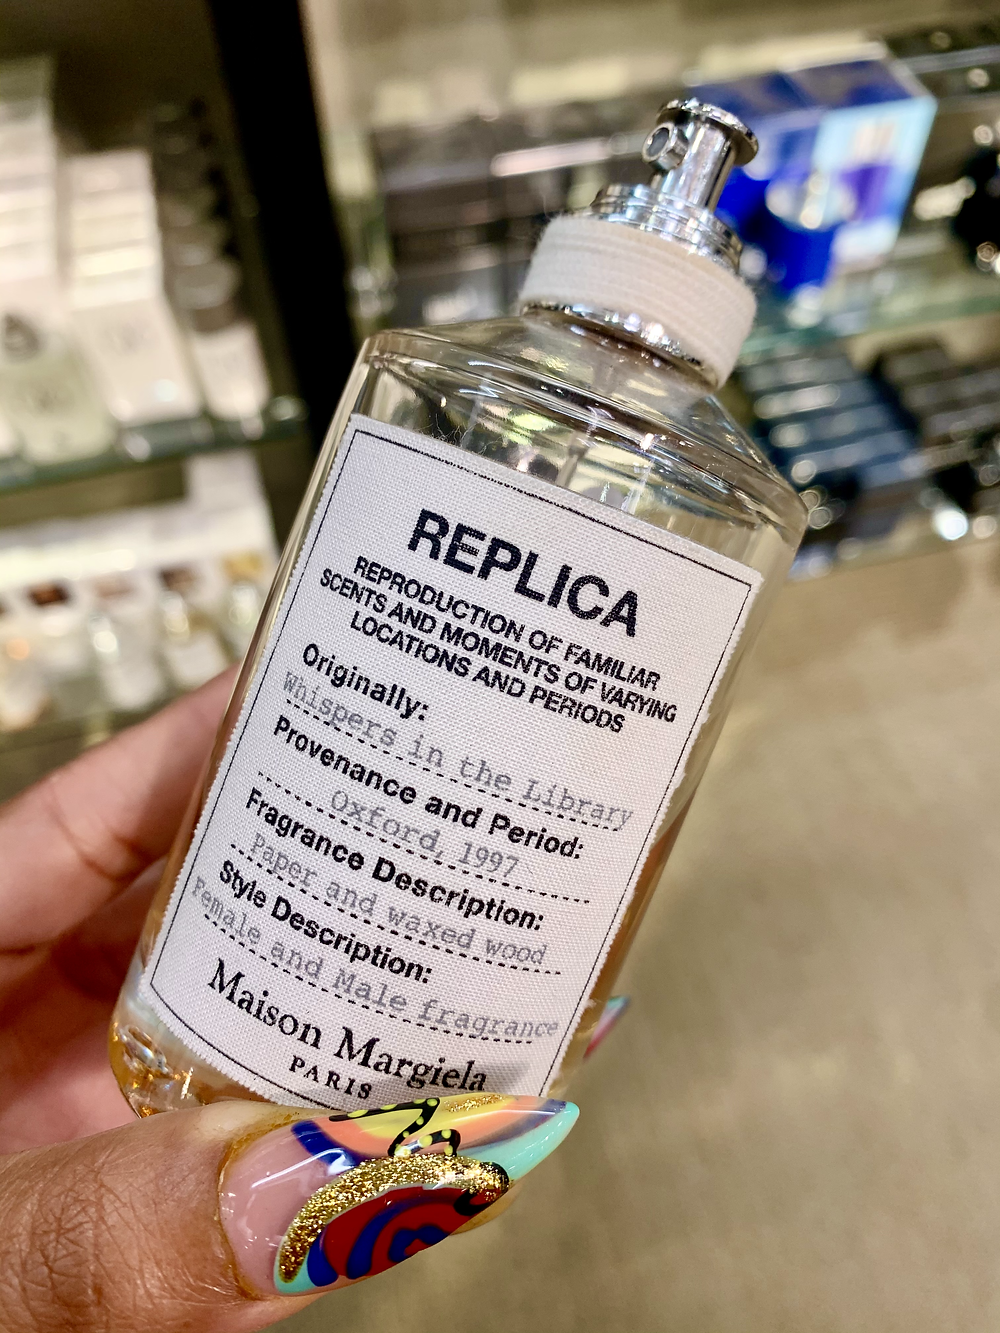 REPLICA
REPRODUCTION OF FAMILIAR
SCENTS AND MOMENTS OF VARYING
LOCATIONS AND PERIODS
Originally:
Whispers in the Library
Provenance and Period:
Oxford, 1997
Fragrance Description:
Paper and waxed wood
Style Description:
Female and Male fragrance
Maison Margiela
PARIS